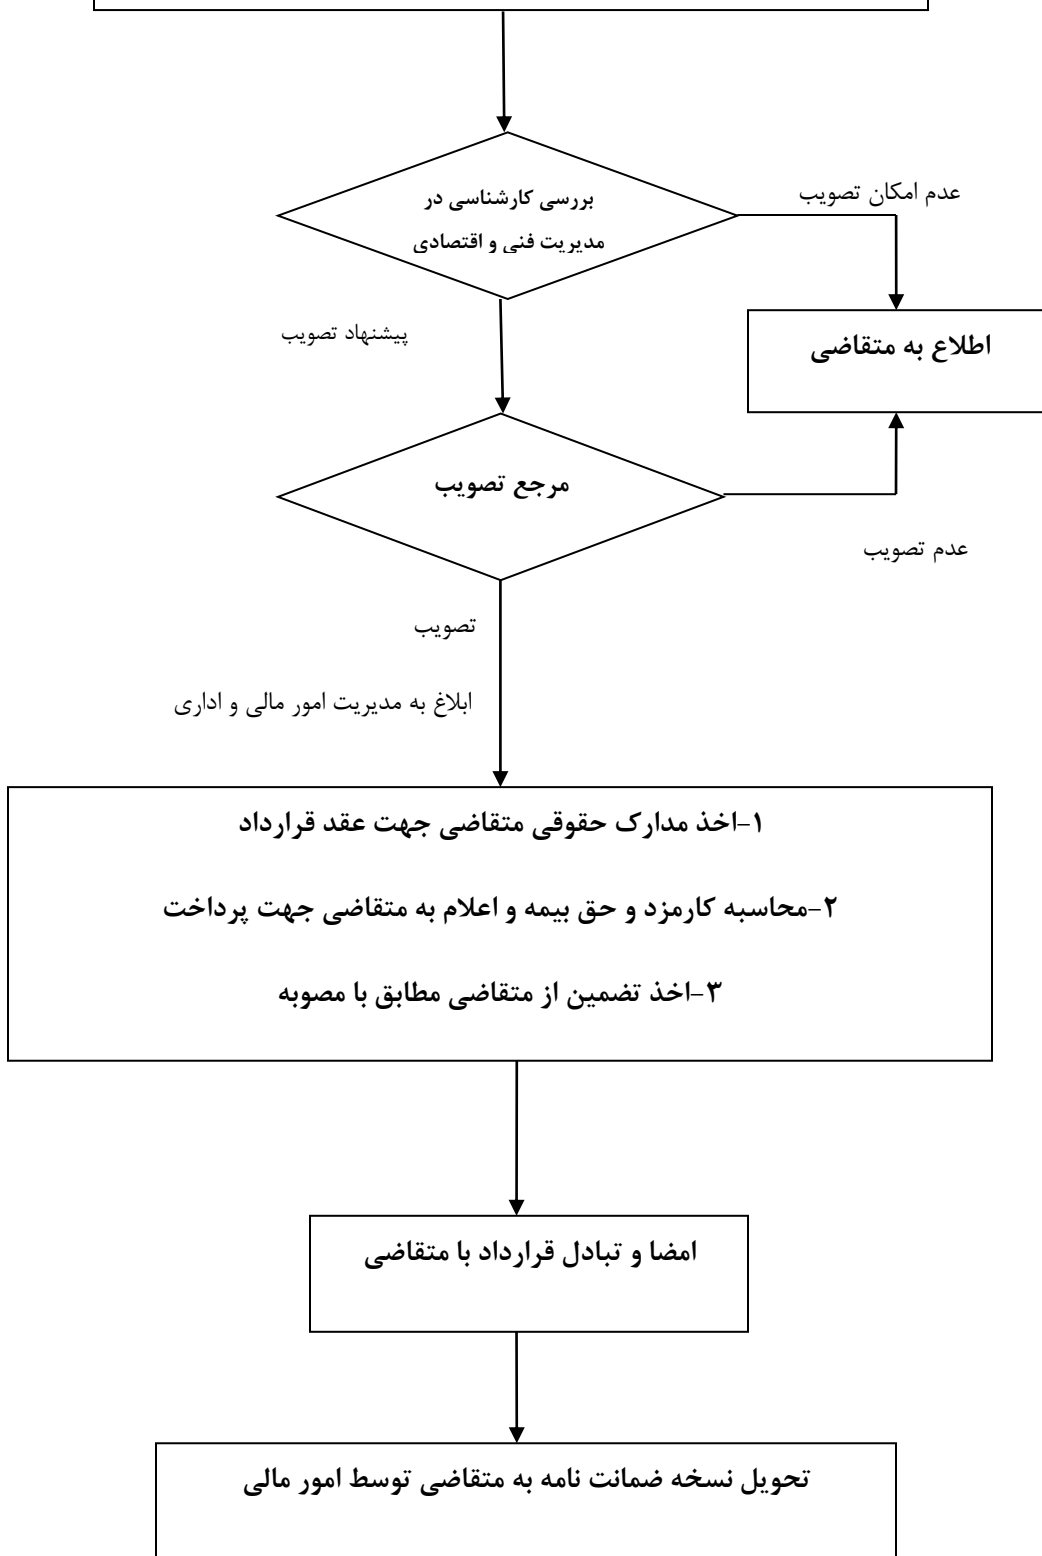 بررسی کارشناسی در
مدیریت فنی و اقتصادی
عدم امکان تصویب
اطلاع به متقاضی
پیشنهاد تصویب
مرجع تصویب
عدم تصویب
تصویب
ابلاغ به مدیریت امور مالی و اداری
۱-اخذ مدارک حقوقی متقاضی جهت عقد قرارداد
۲-محاسبه کارمزد و حق بیمه و اعلام به متقاضی جهت پرداخت
۳-اخذ تضمین از متقاضی مطابق با مصوبه
امضا و تبادل قرارداد با متقاضی
تحویل نسخه ضمانت نامه به متقاضی توسط امور مالی